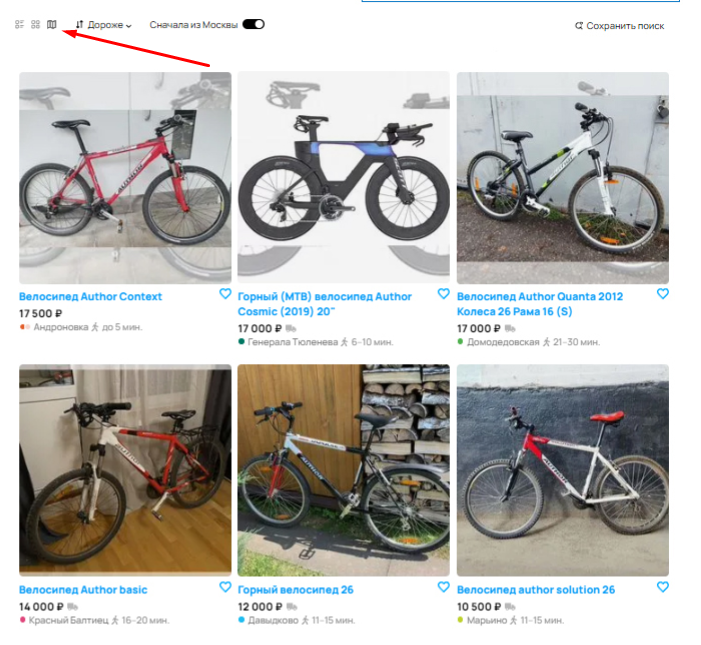 Дороже
Сначала из Москвы
Сохранить поиск
Велосипед Author Context
17 500 ₽
Андроновка до 5 мин.
Горный (MTB) велосипед Author
Cosmic (2019) 20"
17 000 ₽
Генерала Тюленева 6–10 мин.
Велосипед Author Quanta 2012
Колеса 26 Рама 16 (S)
17 000 ₽
Домодедовская 21–30 мин.
Велосипед Author basic
14 000 ₽
Красный Балтиец 16–20 мин.
Горный велосипед 26
12 000 ₽
Давыдково 11–15 мин.
Велосипед author solution 26
10 500 ₽
Марьино 11–15 мин.